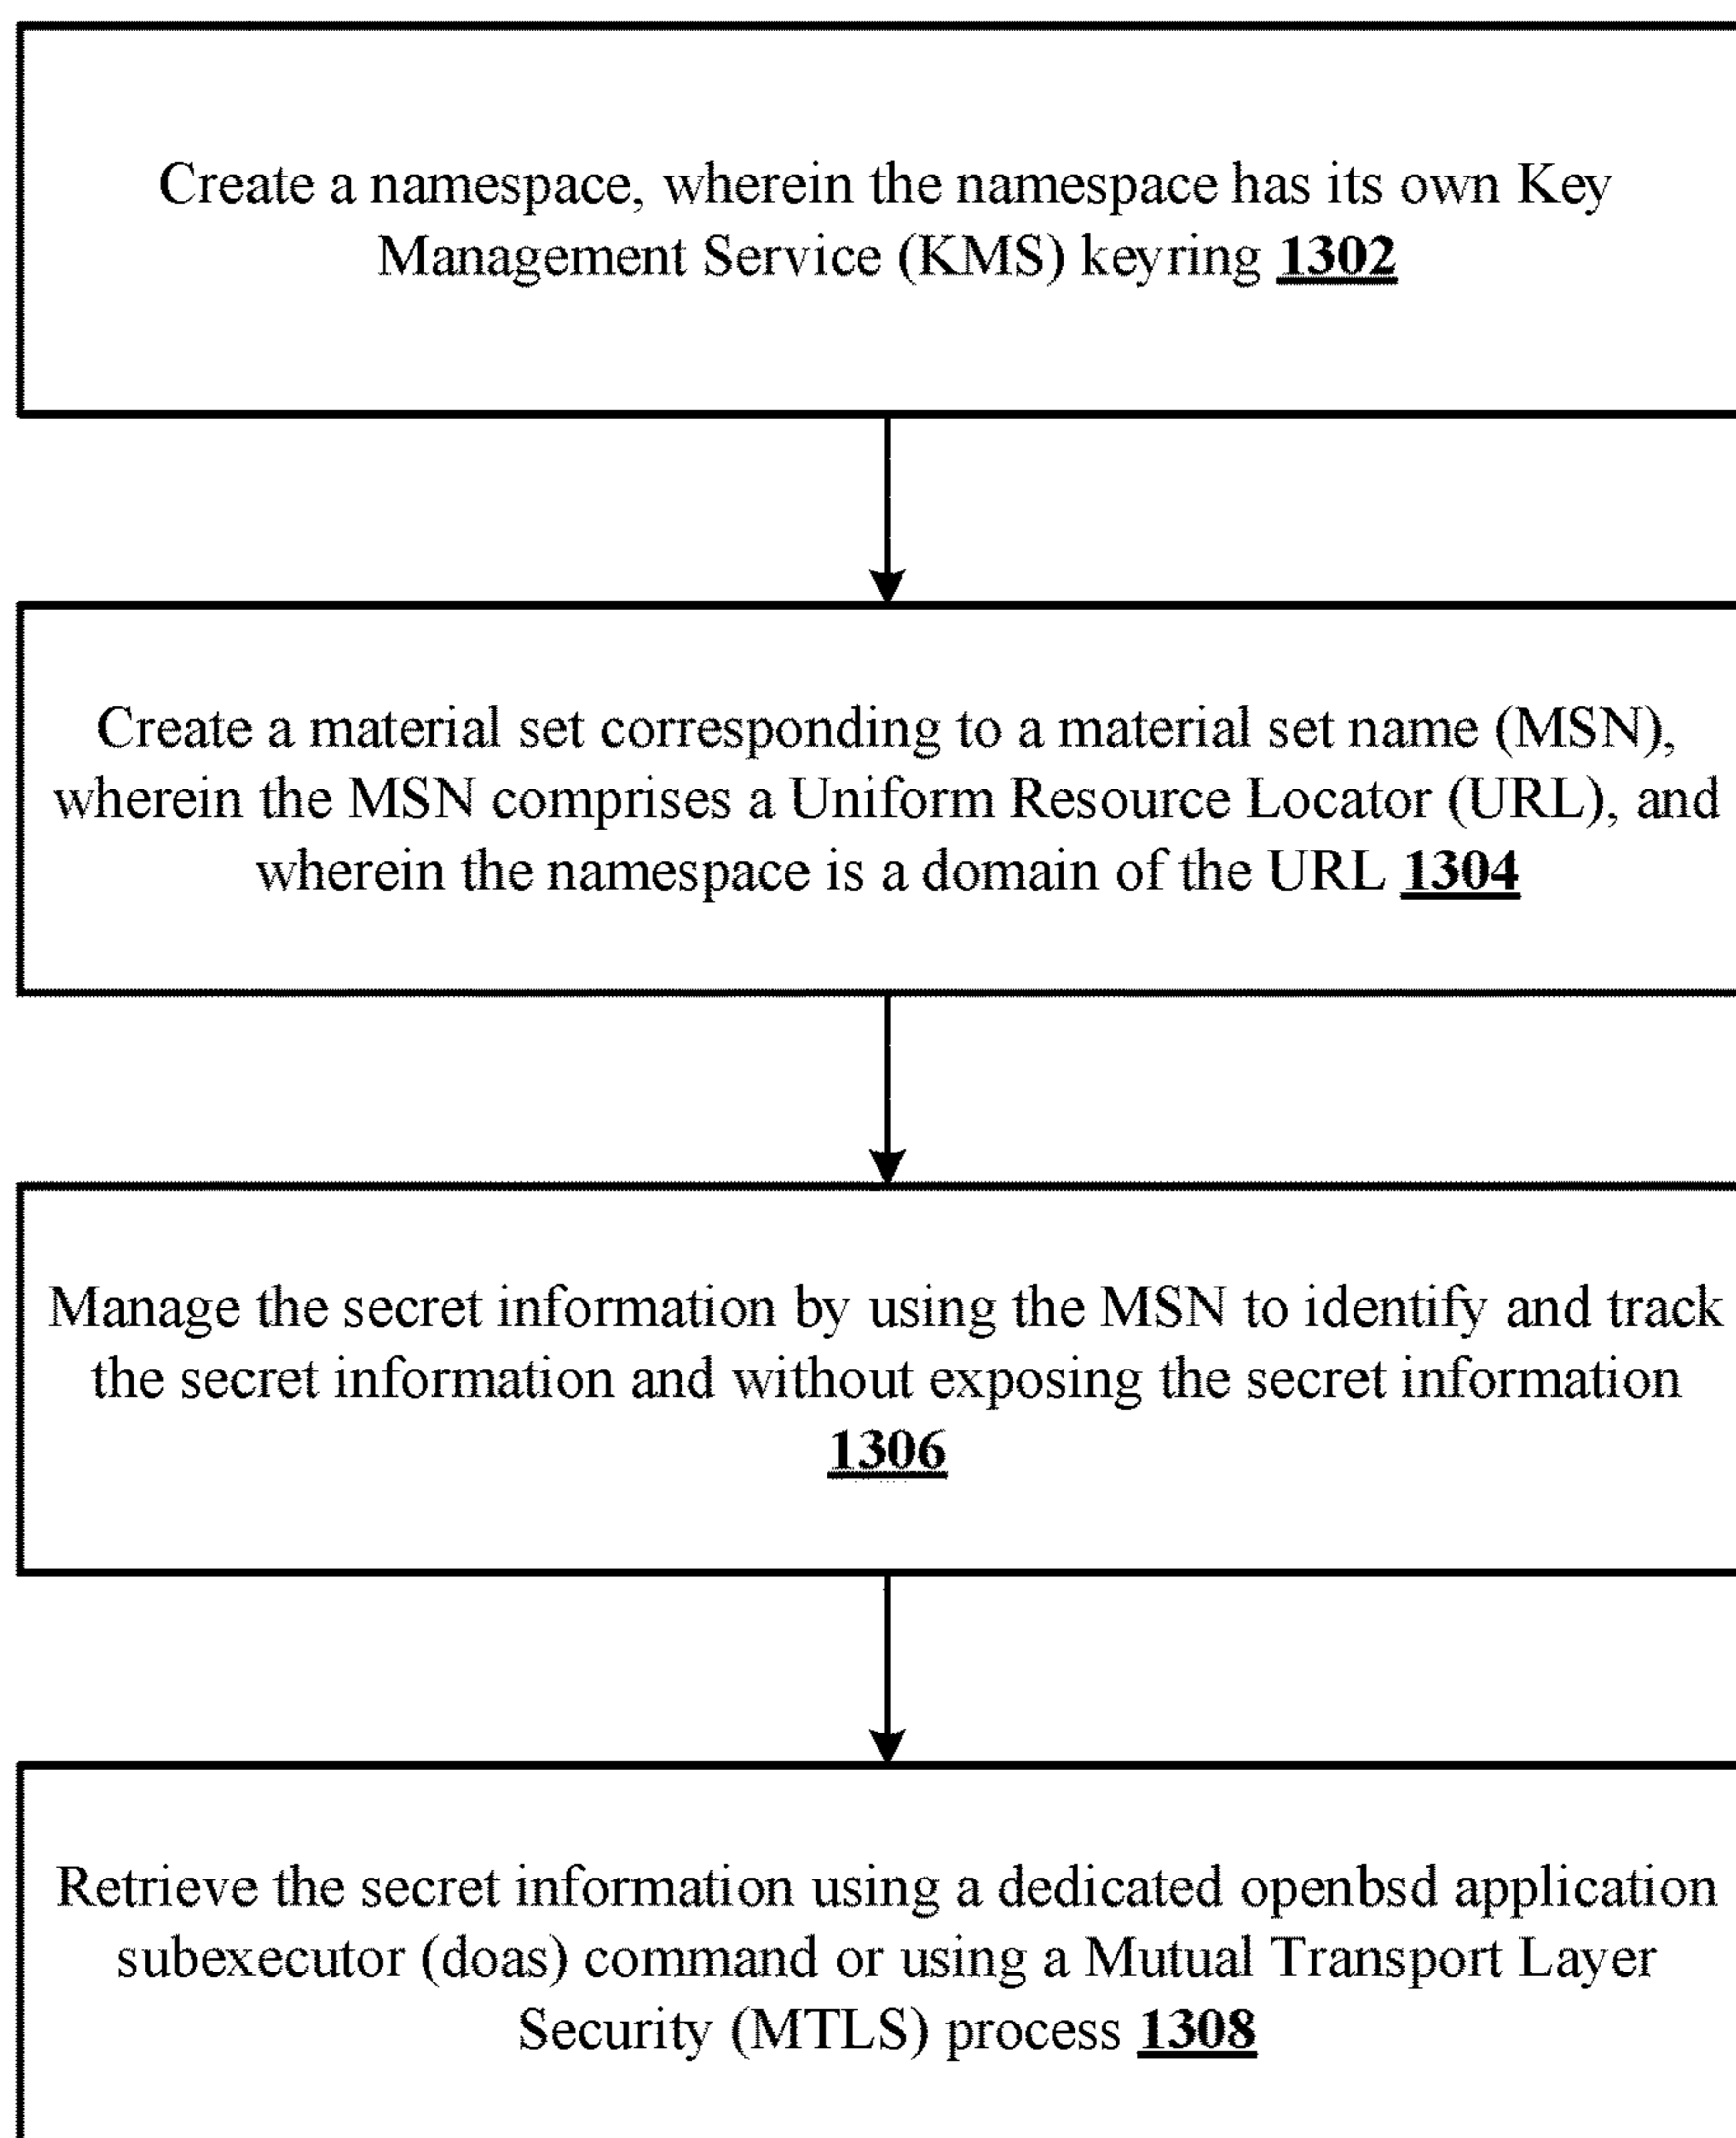 Create a namespace, wherein the namespace has its own Key
Management Service (KMS) keyring 1302
Create a material set corresponding to a material set name (MSN),
wherein the MSN comprises a Uniform Resource Locator (URL), and
wherein the namespace is a domain of the URL 1304
Manage the secret information by using the MSN to identify and track
the secret information and without exposing the secret information
1306
Retrieve the secret information using a dedicated openbsd application
subexecutor (doas) command or using a Mutual Transport Layer
Security (MTLS) process 1308